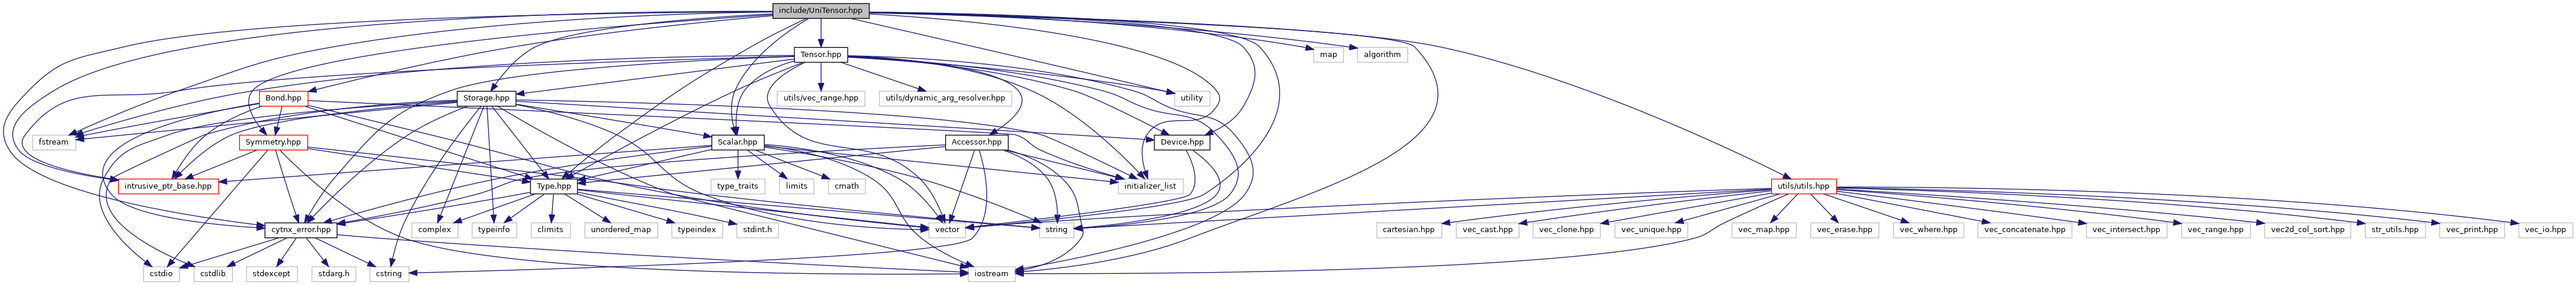 include/UniTensor.hpp
Tensor.hpp
map
algorithm
Bond.hpp
Storage.hpp
utils/vec_range.hpp
utils/dynamic_arg_resolver.hpp
utility
fstream
Symmetry.hpp
Scalar.hpp
Accessor.hpp
Device.hpp
intrusive_ptr_base.hpp
Type.hpp
type_traits
limits
cmath
initializer_list
utils/utils.hpp
cytnx_error.hpp
complex
typeinfo
climits
unordered_map
typeindex
stdint.h
vector
string
cartesian.hpp
vec_cast.hpp
vec_clone.hpp
vec_unique.hpp
vec_map.hpp
vec_erase.hpp
vec_where.hpp
vec_concatenate.hpp
vec_intersect.hpp
vec_range.hpp
vec2d_col_sort.hpp
str_utils.hpp
vec_print.hpp
vec_io.hpp
cstdio
cstdlib
stdexcept
stdarg.h
cstring
iostream